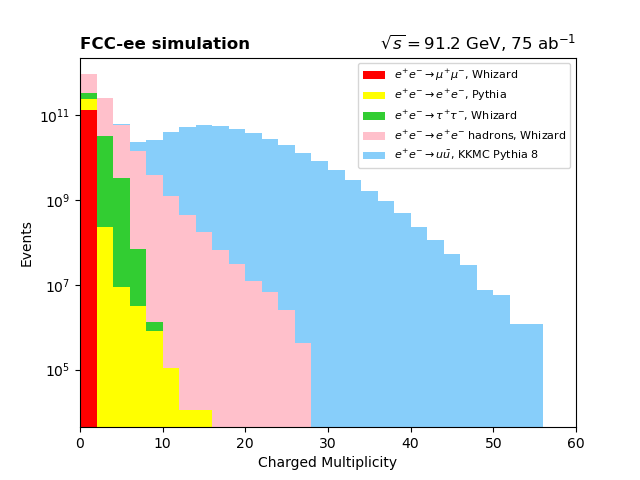 FCC-ee simulation √s = 91.2 GeV, 75 ab⁻¹
e⁺e⁻ → μ⁺μ⁻, Whizard
e⁺e⁻ → e⁺e⁻, Pythia
e⁺e⁻ → τ⁺τ⁻, Whizard
e⁺e⁻ → e⁺e⁻ hadrons, Whizard
e⁺e⁻ → uū, KKMC Pythia 8
10¹¹
10⁹
10⁷
10⁵
Events
0 10 20 30 40 50 60
Charged Multiplicity